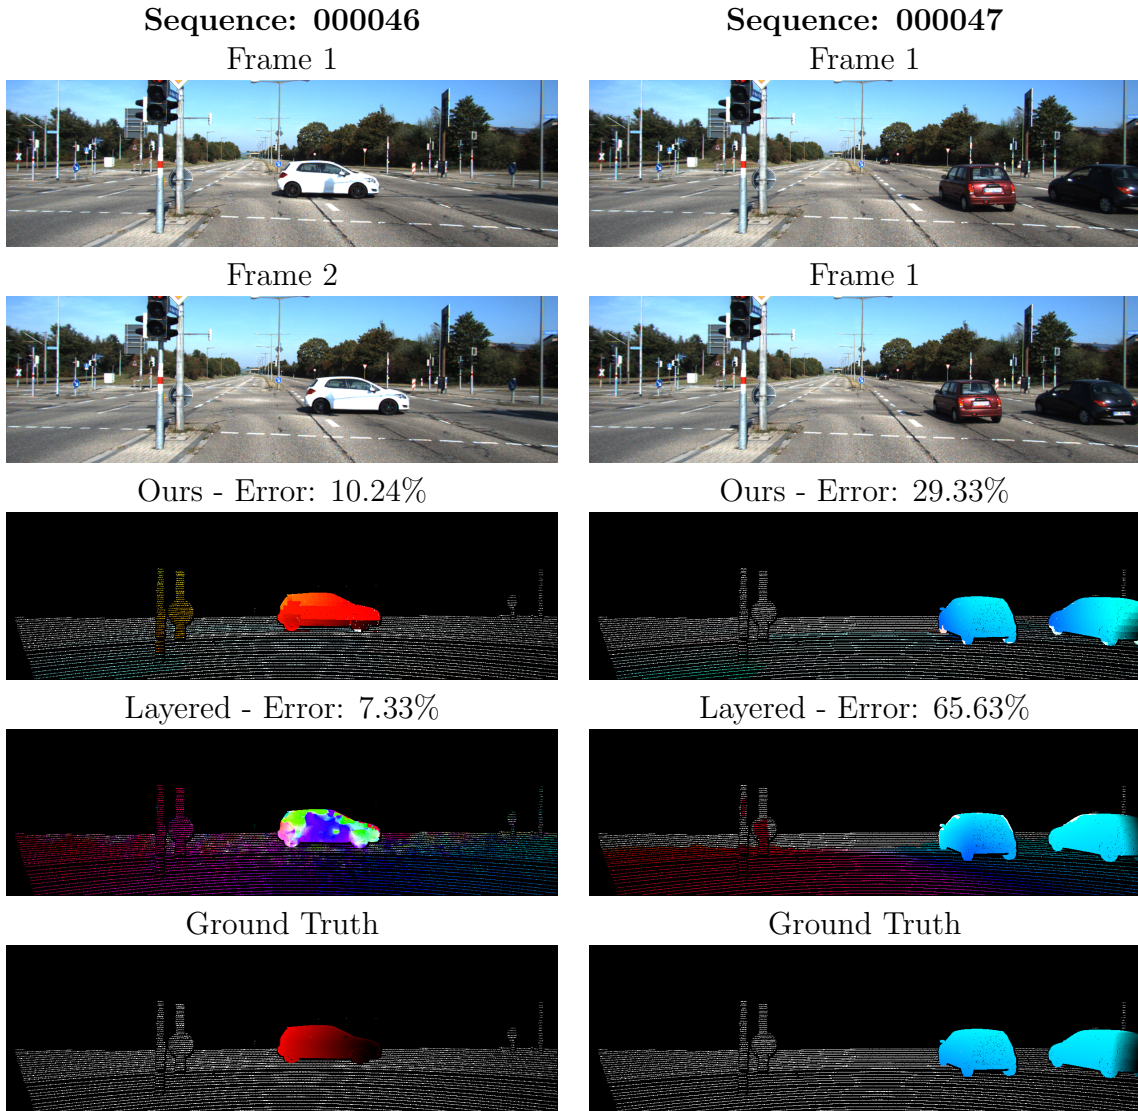 Sequence: 000046
Frame 1
Frame 2
Ours - Error: 10.24%
Layered - Error: 7.33%
Ground Truth
Sequence: 000047
Frame 1
Frame 1
Ours - Error: 29.33%
Layered - Error: 65.63%
Ground Truth